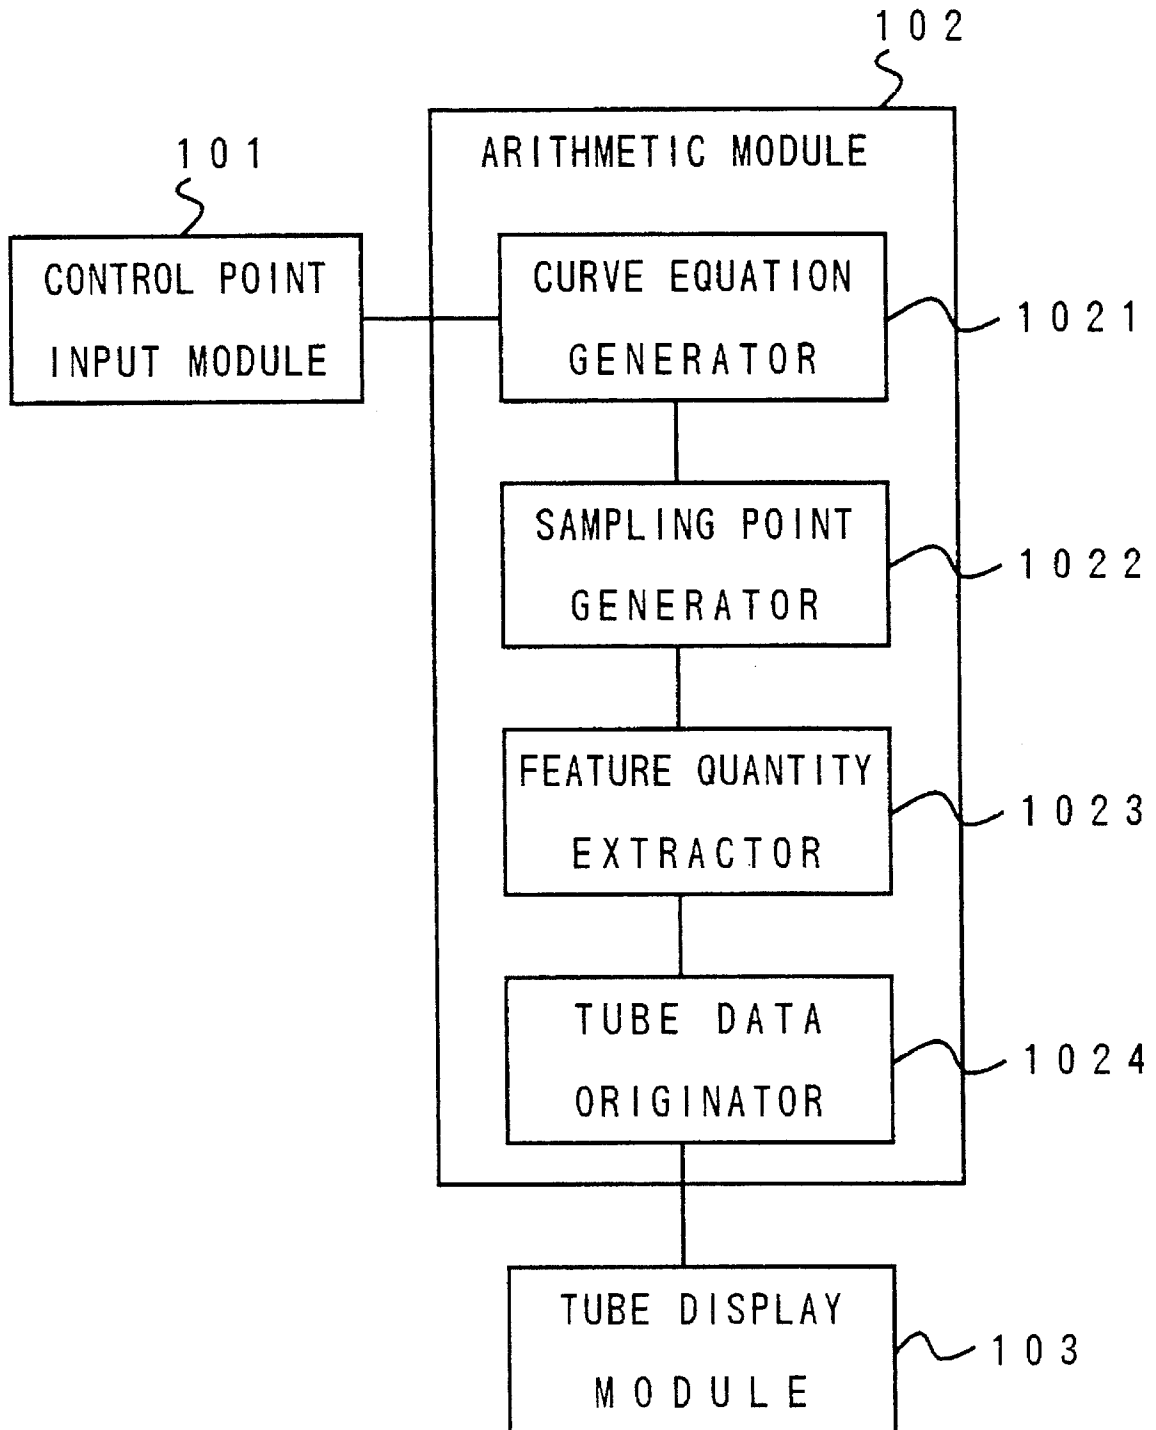 102
ARITHMETIC MODULE
101
CONTROL POINT
INPUT MODULE
CURVE EQUATION
GENERATOR
1021
SAMPLING POINT
GENERATOR
1022
FEATURE QUANTITY
EXTRACTOR
1023
TUBE DATA
ORIGINATOR
1024
TUBE DISPLAY
MODULE
103